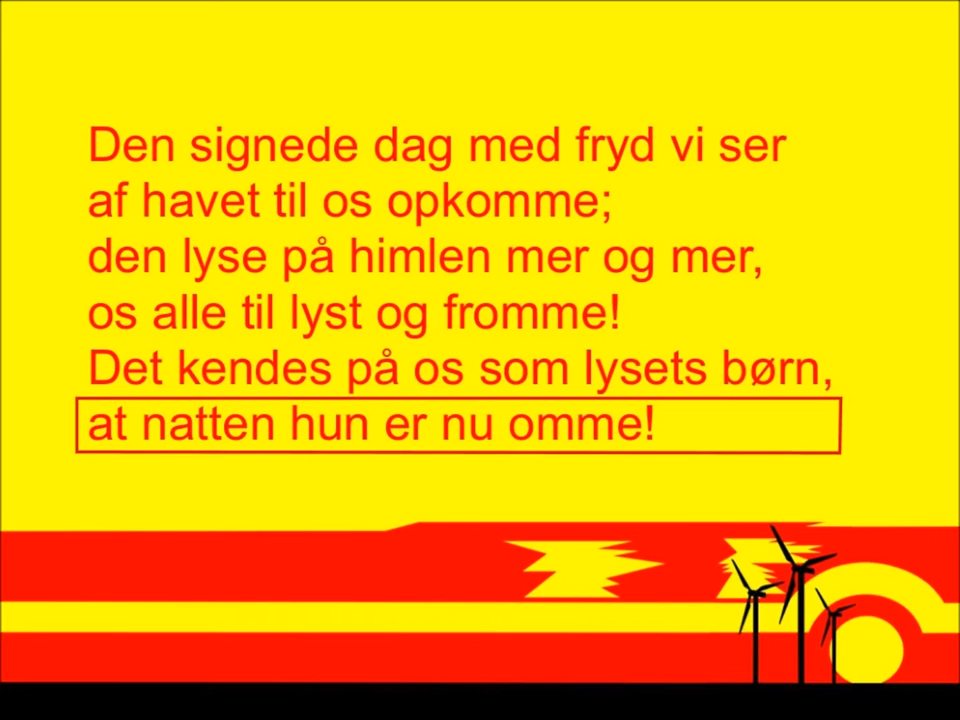 Den signede dag med fryd vi ser
af havet til os opkomme;
den lyse på himlen mer og mer,
os alle til lyst og fromme!
Det kendes på os som lysets børn,
at natten hun er nu omme!